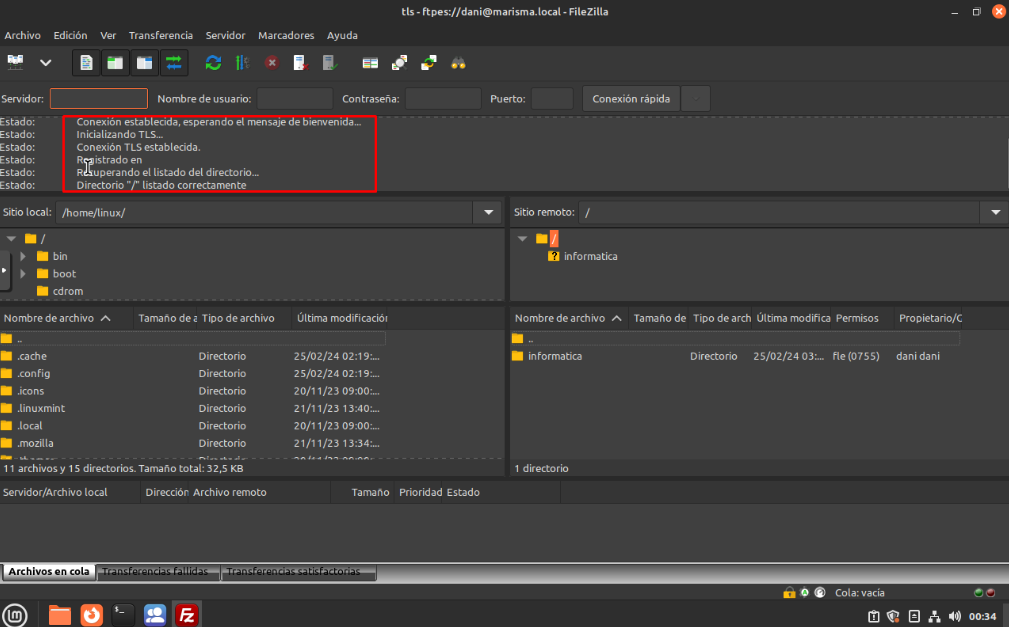 tls - ftpes://dani@marisma.local - FileZilla
Archivo Edición Ver Transferencia Servidor Marcadores Ayuda
Servidor: Nombre de usuario: Contraseña: Puerto: Conexión rápida
Estado: Conexión establecida, esperando el mensaje de bienvenida...
Estado: Inicializando TLS...
Estado: Conexión TLS establecida.
Estado: Registrado en
Estado: Recuperando el listado del directorio...
Estado: Directorio "/" listado correctamente
Sitio local: /home/linux/
/
bin
boot
cdrom
Nombre de archivo Tamaño de a Tipo de archivo Última modificación
..
.cache Directorio 25/02/24 02:19:...
.config Directorio 25/02/24 02:19:...
.icons Directorio 20/11/23 09:00:...
.linuxmint Directorio 21/11/23 13:40:...
.local Directorio 20/11/23 09:00:...
.mozilla Directorio 21/11/23 13:34:...
11 archivos y 15 directorios. Tamaño total: 32,5 KB
Sitio remoto: /
/
informatica
Nombre de archivo Tamaño de Tipo de arch Última modifica Permisos Propietario/G
..
informatica Directorio 25/02/24 03:... fle (0755) dani dani
1 directorio
Servidor/Archivo local Dirección Archivo remoto Tamaño Prioridad Estado
Archivos en cola Transferencias fallidas Transferencias satisfactorias
Cola: vacía
00:34